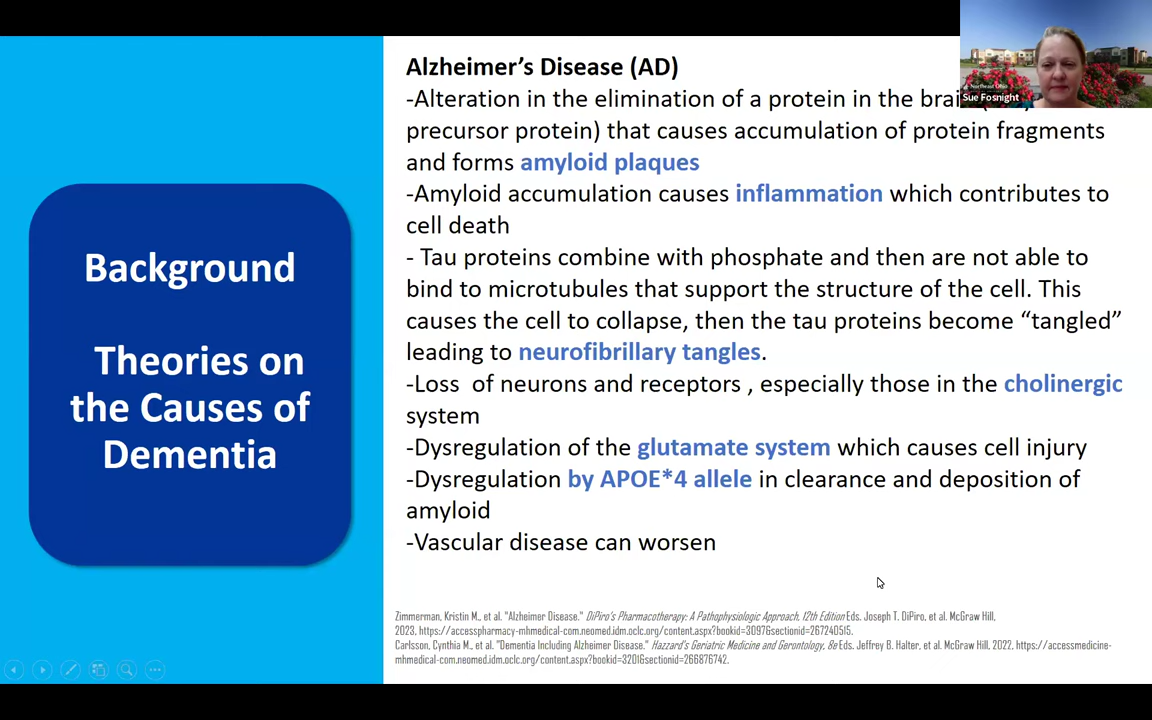 Background
Theories on
the Causes of
Dementia
Alzheimer’s Disease (AD)
-Alteration in the elimination of a protein in the brai
precursor protein) that causes accumulation of protein fragments
and forms amyloid plaques
-Amyloid accumulation causes inflammation which contributes to
cell death
- Tau proteins combine with phosphate and then are not able to
bind to microtubules that support the structure of the cell. This
causes the cell to collapse, then the tau proteins become “tangled”
leading to neurofibrillary tangles.
-Loss of neurons and receptors , especially those in the cholinergic
system
-Dysregulation of the glutamate system which causes cell injury
-Dysregulation by APOE*4 allele in clearance and deposition of
amyloid
-Vascular disease can worsen
Zimmerman, Kristin M., et al. "Alzheimer Disease." DiPiro's Pharmacotherapy: A Pathophysiologic Approach, 12th Edition Eds. Joseph T. DiPiro, et al. McGraw Hill,
2023, https://accesspharmacy-mhmedical-com.neomed.idm.oclc.org/content.aspx?bookid=3097&sectionid=267240515.
Carlsson, Cynthia M., et al. "Dementia Including Alzheimer Disease." Hazzard's Geriatric Medicine and Gerontology, 8e Eds. Jeffrey B. Halter, et al. McGraw Hill, 2022, https://accessmedicine-
mhmedical-com.neomed.idm.oclc.org/content.aspx?bookid=3201&sectionid=266876742.
Northeast Ohio
Sue Fosnight